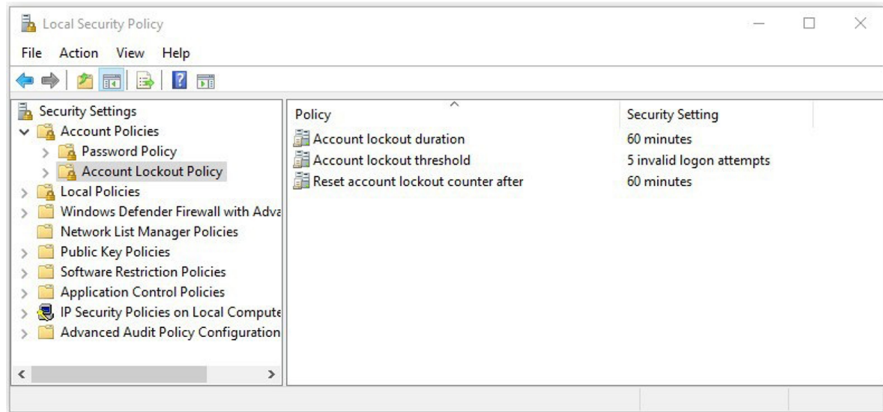 Local Security Policy
File Action View Help
Security Settings
Account Policies
Password Policy
Account Lockout Policy
Local Policies
Windows Defender Firewall with Adva
Network List Manager Policies
Public Key Policies
Software Restriction Policies
Application Control Policies
IP Security Policies on Local Compute
Advanced Audit Policy Configuration
Policy Security Setting
Account lockout duration 60 minutes
Account lockout threshold 5 invalid logon attempts
Reset account lockout counter after 60 minutes